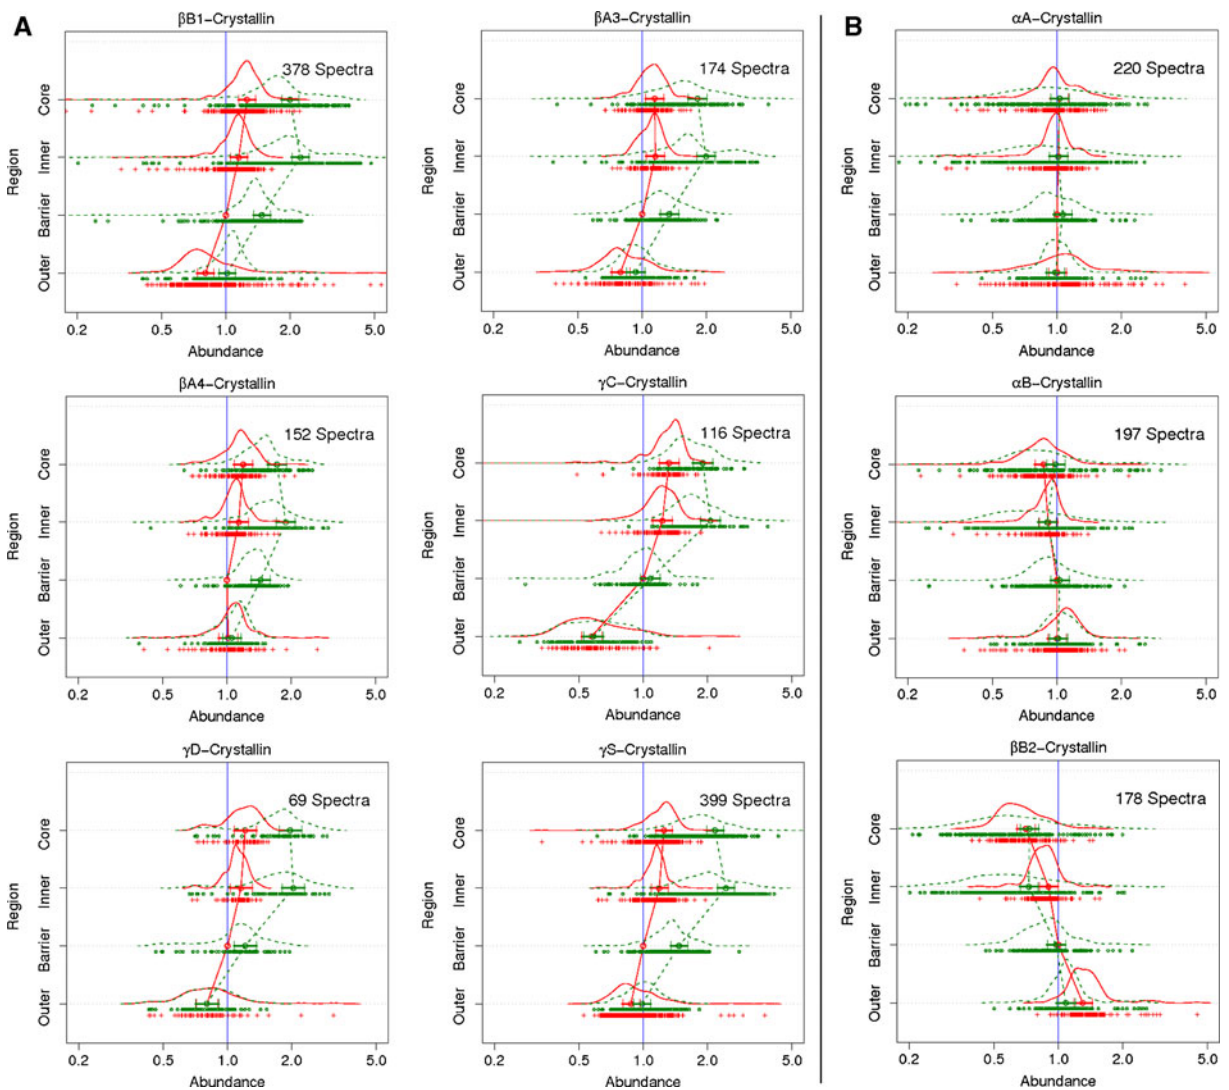 A
βB1–Crystallin
378 Spectra
Region
Core
Inner
Barrier
Outer
0.2 0.5 1.0 2.0 5.0
Abundance
βA3–Crystallin
174 Spectra
Region
Core
Inner
Barrier
Outer
0.2 0.5 1.0 2.0 5.0
Abundance
B
αA–Crystallin
220 Spectra
Region
Core
Inner
Barrier
Outer
0.2 0.5 1.0 2.0 5.0
Abundance
βA4–Crystallin
152 Spectra
Region
Core
Inner
Barrier
Outer
0.2 0.5 1.0 2.0 5.0
Abundance
γC–Crystallin
116 Spectra
Region
Core
Inner
Barrier
Outer
0.2 0.5 1.0 2.0 5.0
Abundance
αB–Crystallin
197 Spectra
Region
Core
Inner
Barrier
Outer
0.2 0.5 1.0 2.0 5.0
Abundance
γD–Crystallin
69 Spectra
Region
Core
Inner
Barrier
Outer
0.2 0.5 1.0 2.0 5.0
Abundance
γS–Crystallin
399 Spectra
Region
Core
Inner
Barrier
Outer
0.2 0.5 1.0 2.0 5.0
Abundance
βB2–Crystallin
178 Spectra
Region
Core
Inner
Barrier
Outer
0.2 0.5 1.0 2.0 5.0
Abundance